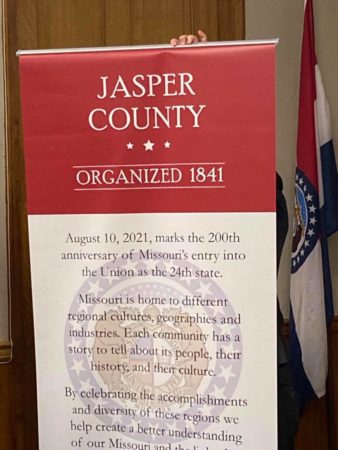 JASPER
COUNTY
ORGANIZED 1841
August 10, 2021, marks the 200th
anniversary of Missouri's entry into
the Union as the 24th state.
Missouri is home to different
regional cultures, geographies and
industries. Each community has a
story to tell about its people, their
history, and their culture.
By celebrating the accomplishments
and diversity of these regions we
help create a better understanding
of our Missouri and the